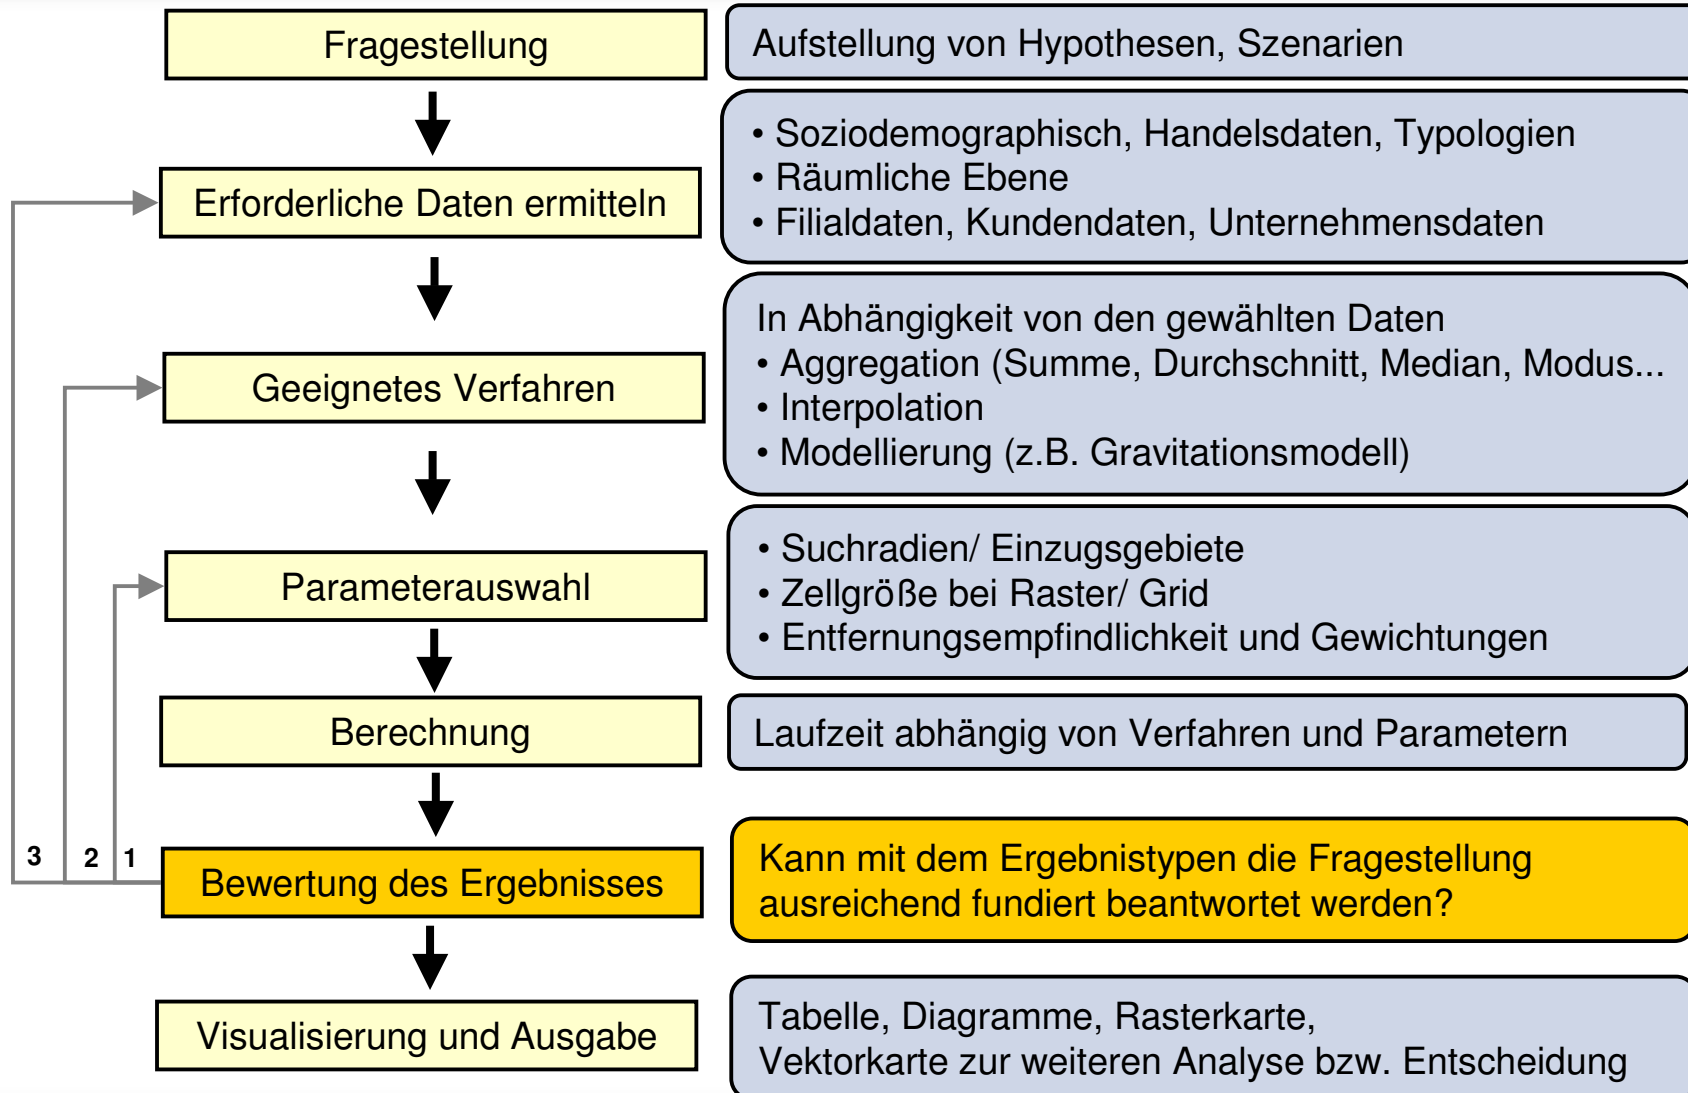 Fragestellung
Aufstellung von Hypothesen, Szenarien
Erforderliche Daten ermitteln
• Soziodemographisch, Handelsdaten, Typologien
• Räumliche Ebene
• Filialdaten, Kundendaten, Unternehmensdaten
Geeignetes Verfahren
In Abhängigkeit von den gewählten Daten
• Aggregation (Summe, Durchschnitt, Median, Modus...
• Interpolation
• Modellierung (z.B. Gravitationsmodell)
Parameterauswahl
• Suchradien/ Einzugsgebiete
• Zellgröße bei Raster/ Grid
• Entfernungsempfindlichkeit und Gewichtungen
Berechnung
Laufzeit abhängig von Verfahren und Parametern
3 2 1
Bewertung des Ergebnisses
Kann mit dem Ergebnistypen die Fragestellung
ausreichend fundiert beantwortet werden?
Visualisierung und Ausgabe
Tabelle, Diagramme, Rasterkarte,
Vektorkarte zur weiteren Analyse bzw. Entscheidung